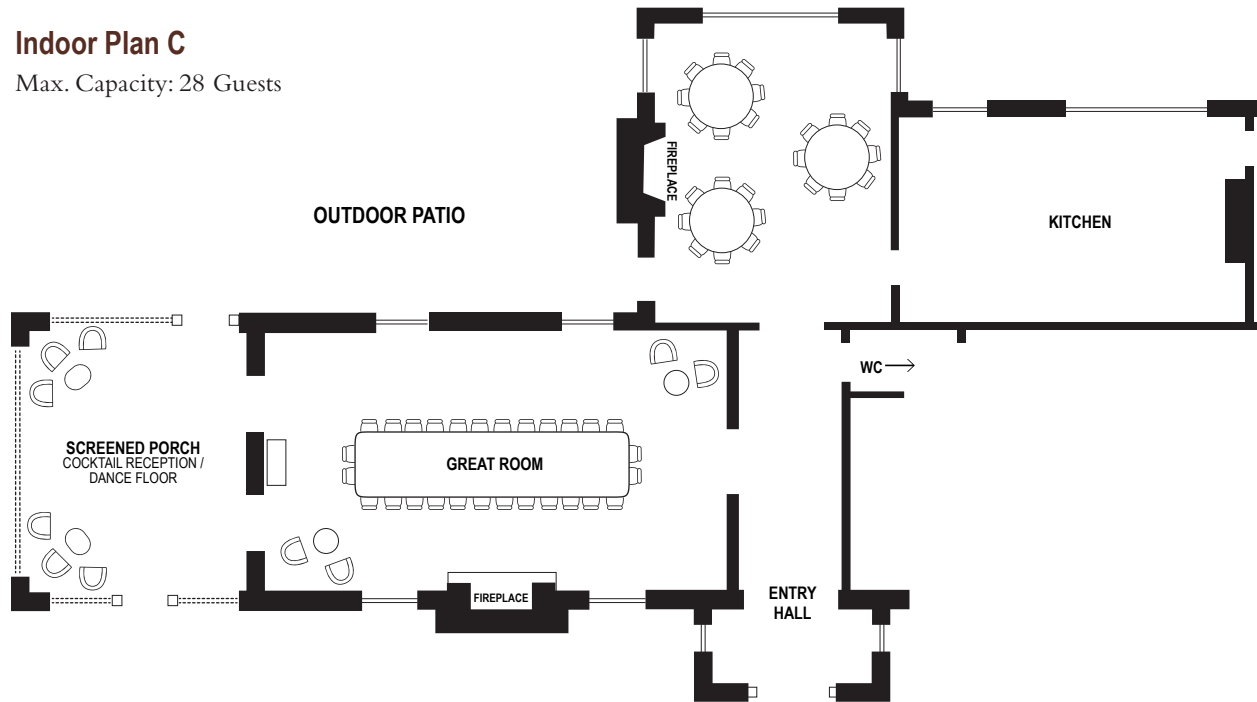 Indoor Plan C
Max. Capacity: 28 Guests
FIREPLACE
OUTDOOR PATIO
KITCHEN
WC
SCREENED PORCH
COCKTAIL RECEPTION /
DANCE FLOOR
GREAT ROOM
FIREPLACE
ENTRY
HALL